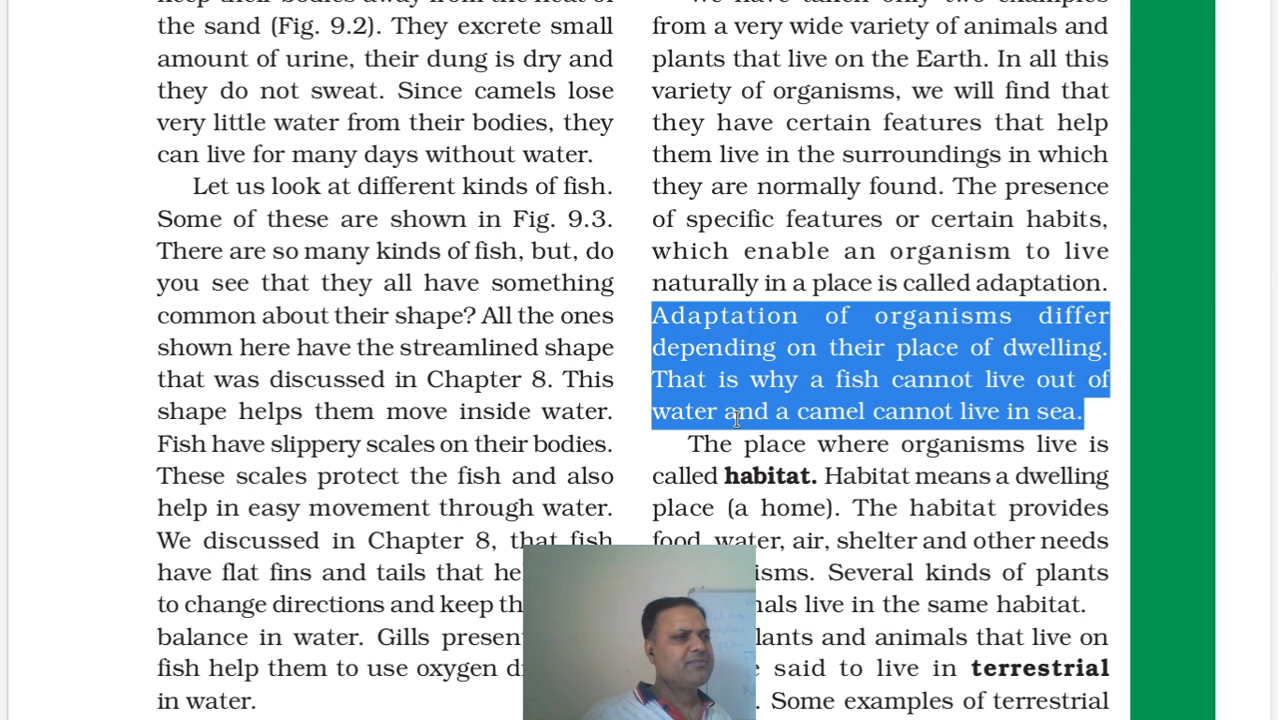 the sand (Fig. 9.2). They excrete small
amount of urine, their dung is dry and
they do not sweat. Since camels lose
very little water from their bodies, they
can live for many days without water.
Let us look at different kinds of fish.
Some of these are shown in Fig. 9.3.
There are so many kinds of fish, but, do
you see that they all have something
common about their shape? All the ones
shown here have the streamlined shape
that was discussed in Chapter 8. This
shape helps them move inside water.
Fish have slippery scales on their bodies.
These scales protect the fish and also
help in easy movement through water.
We discussed in Chapter 8, that fish
have flat fins and tails that
to change directions and keep
balance in water. Gills present
fish help them to use oxygen
in water.
from a very wide variety of animals and
plants that live on the Earth. In all this
variety of organisms, we will find that
they have certain features that help
them live in the surroundings in which
they are normally found. The presence
of specific features or certain habits,
which enable an organism to live
naturally in a place is called adaptation.
Adaptation of organisms differ
depending on their place of dwelling.
That is why a fish cannot live out of
water and a camel cannot live in sea.
The place where organisms live is
called habitat. Habitat means a dwelling
place (a home). The habitat provides
food, water, air, shelter and other needs
Several kinds of plants
live in the same habitat.
and animals that live on
said to live in terrestrial
Some examples of terrestrial